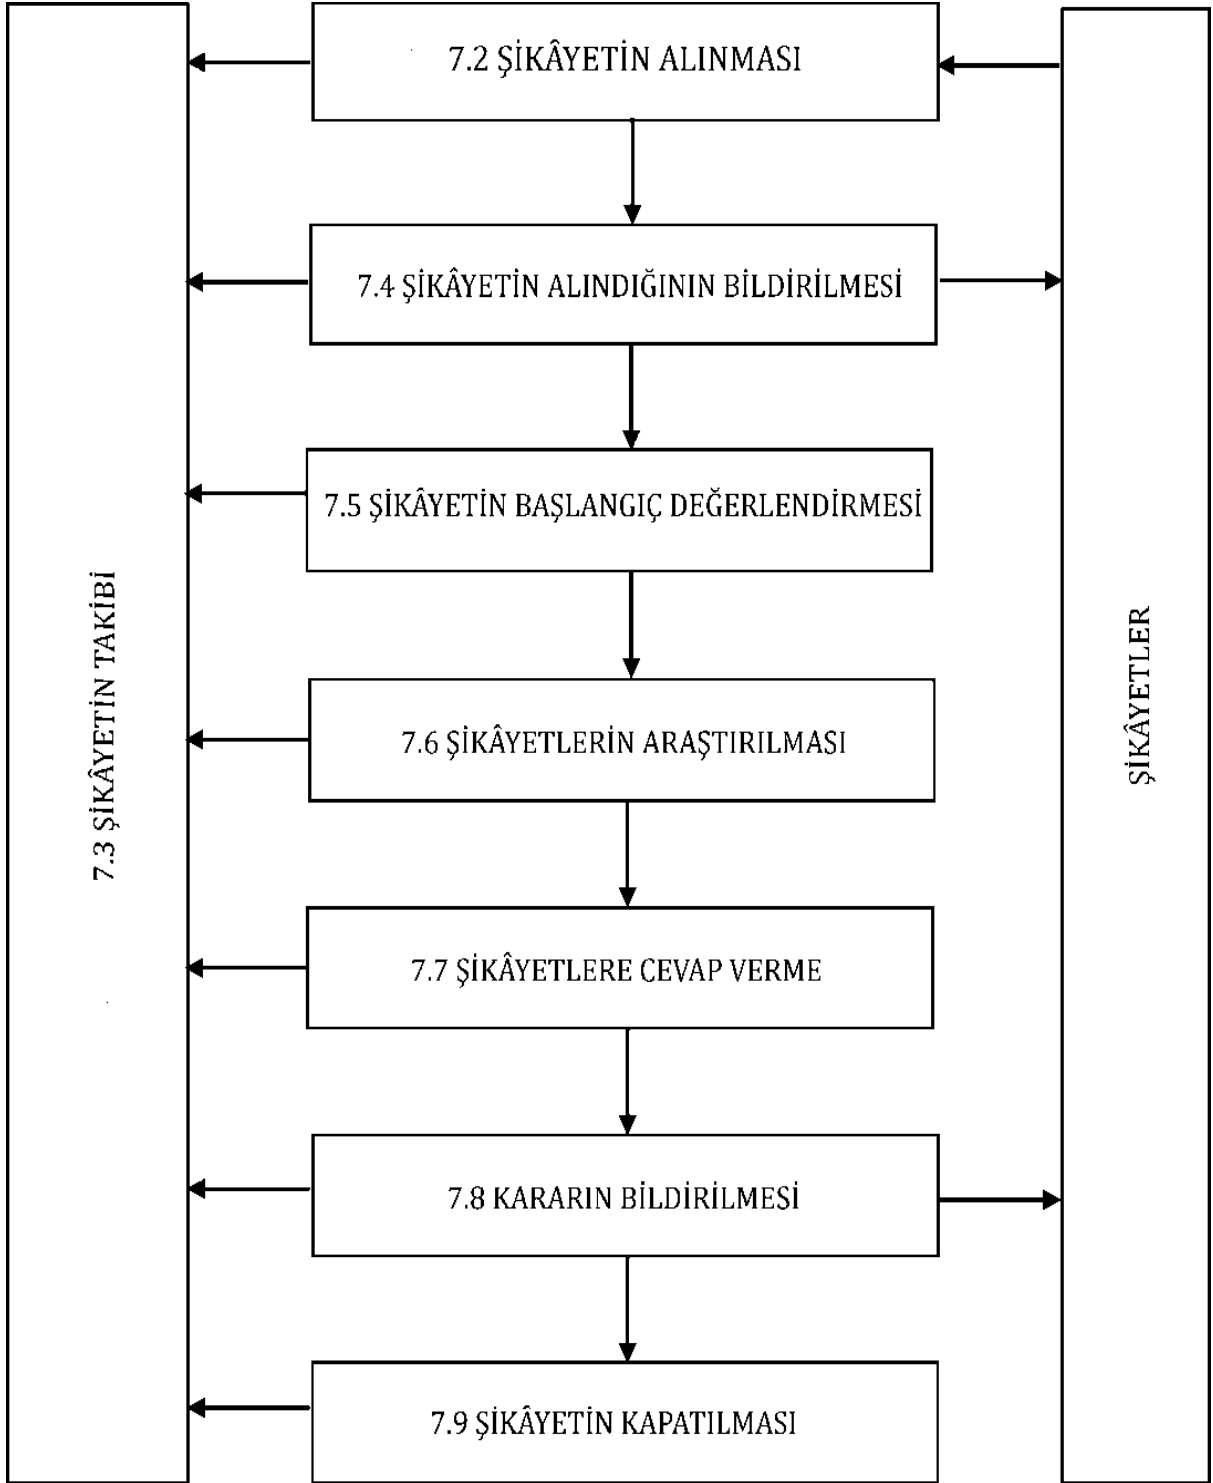 7.2 ŞİKÂYETİN ALINMASI
7.4 ŞİKÂYETİN ALINDIĞININ BİLDİRİLMESİ
7.5 ŞİKÂYETİN BAŞLANGIÇ DEĞERLENDİRMESİ
7.3 ŞİKÂYETİN TAKİBİ
ŞİKÂYETLER
7.6 ŞİKÂYETLERİN ARAŞTIRILMASI
7.7 ŞİKÂYETLERE CEVAP VERME
7.8 KARARIN BİLDİRİLMESİ
7.9 ŞİKÂYETİN KAPATILMASI